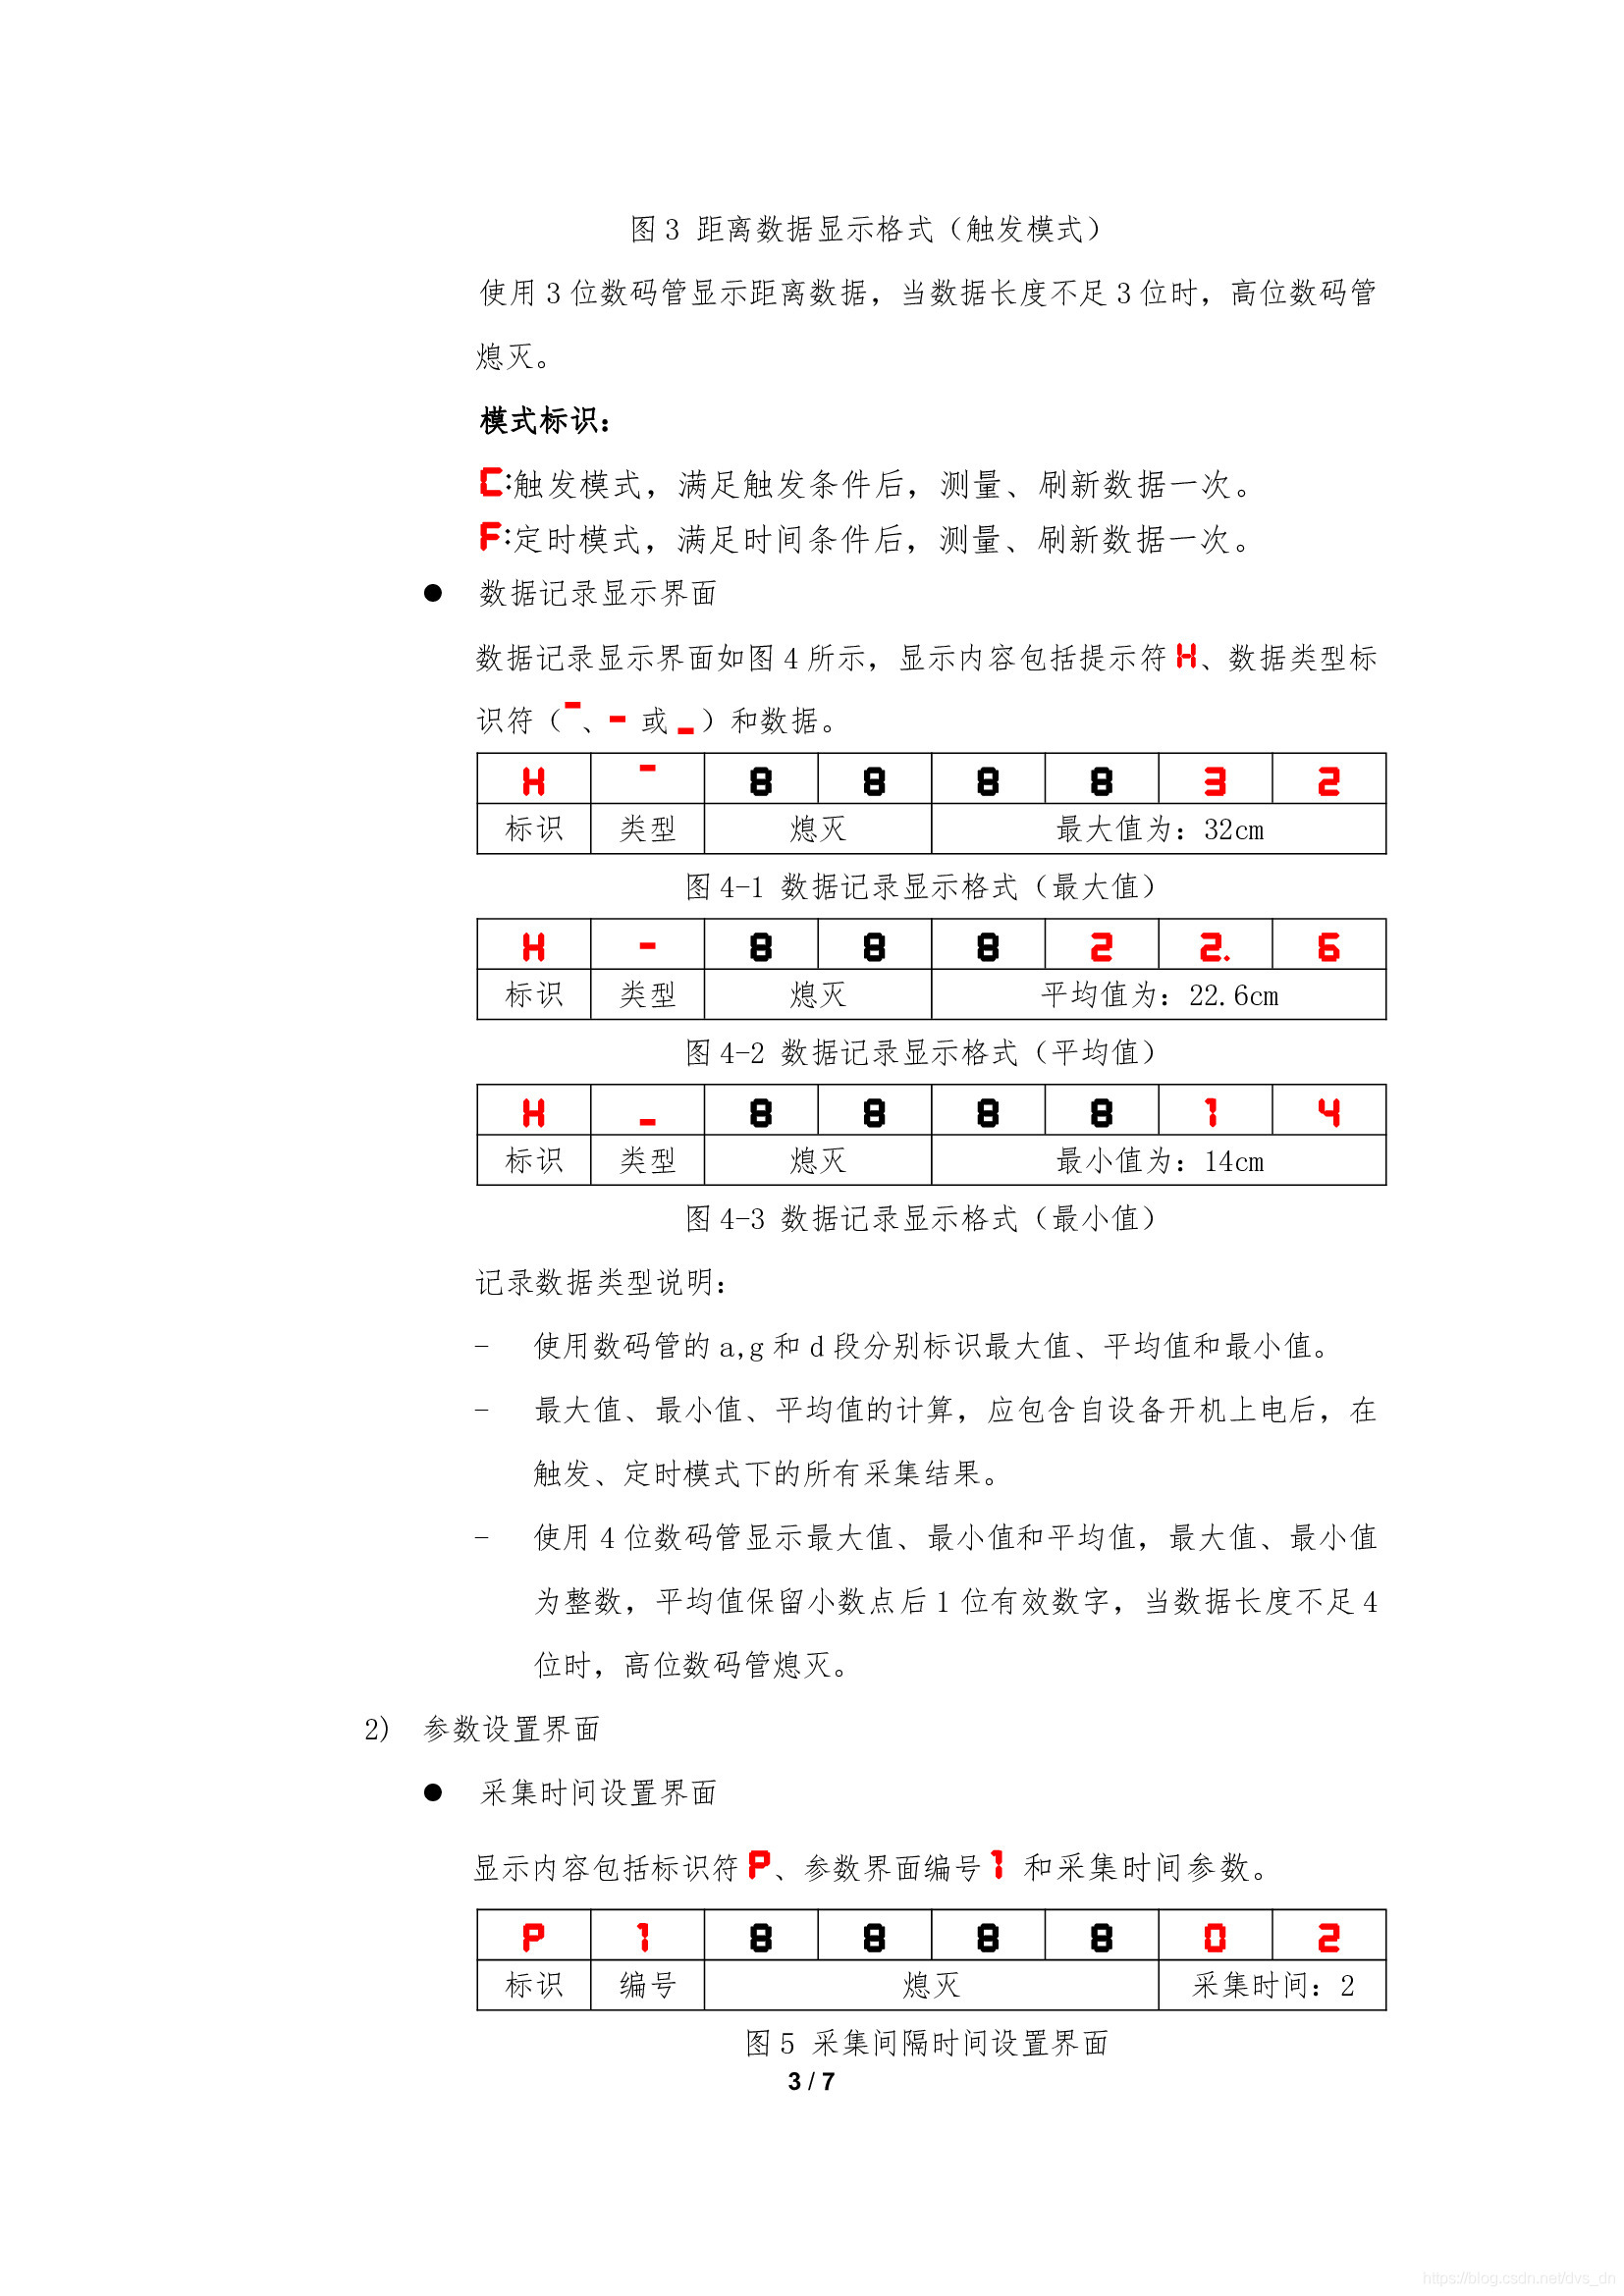 图3 距离数据显示格式（触发模式）
使用3位数码管显示距离数据，当数据长度不足3位时，高位数码管
熄灭。
模式标识：
C:触发模式，满足触发条件后，测量、刷新数据一次。
F:定时模式，满足时间条件后，测量、刷新数据一次。
● 数据记录显示界面
数据记录显示界面如图4所示，显示内容包括提示符H、数据类型标
识符（¯、- 或 _）和数据。
H ¯ 8 8 8 8 3 2
标识 类型 熄灭 最大值为：32cm
图4-1 数据记录显示格式（最大值）
H - 8 8 8 2 2. 6
标识 类型 熄灭 平均值为：22.6cm
图4-2 数据记录显示格式（平均值）
H _ 8 8 8 8 1 4
标识 类型 熄灭 最小值为：14cm
图4-3 数据记录显示格式（最小值）
记录数据类型说明：
- 使用数码管的a,g和d段分别标识最大值、平均值和最小值。
- 最大值、最小值、平均值的计算，应包含自设备开机上电后，在
触发、定时模式下的所有采集结果。
- 使用4位数码管显示最大值、最小值和平均值，最大值、最小值
为整数，平均值保留小数点后1位有效数字，当数据长度不足4
位时，高位数码管熄灭。
2) 参数设置界面
● 采集时间设置界面
显示内容包括标识符P、参数界面编号1 和采集时间参数。
P 1 8 8 8 8 0 2
标识 编号 熄灭 采集时间：2
图5 采集间隔时间设置界面
3 / 7
https://blog.csdn.net/dvs_dn